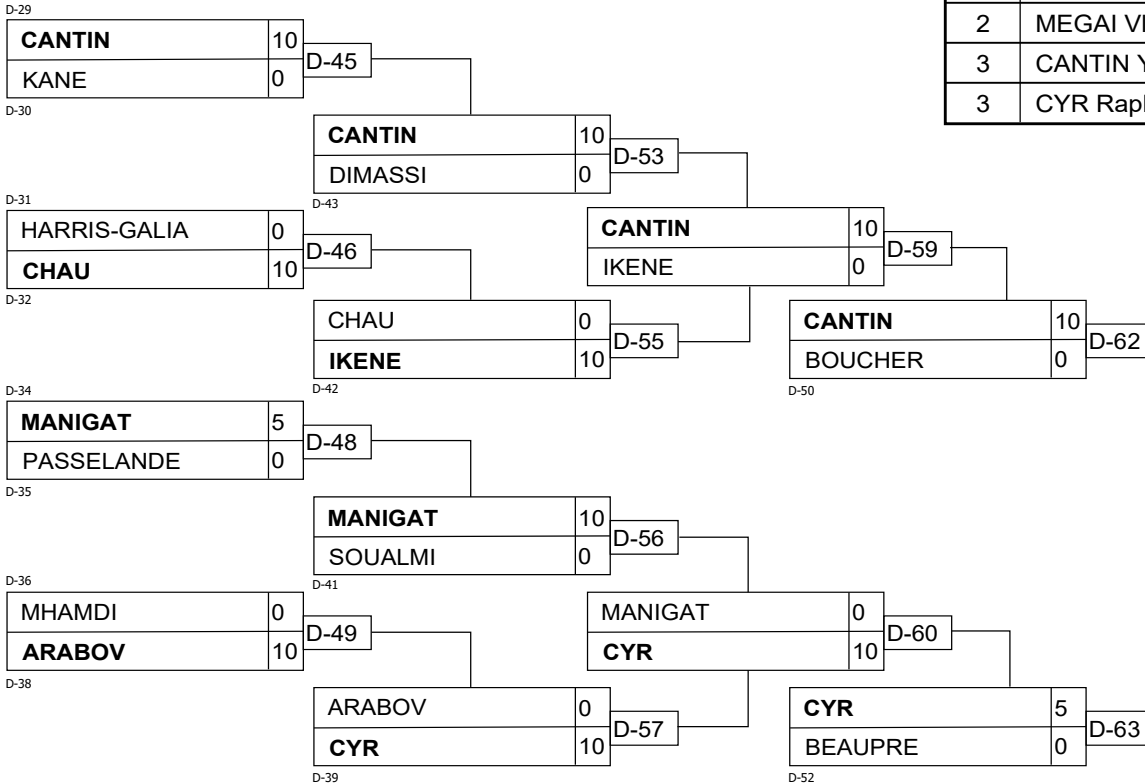 D-29
CANTIN 10
KANE 0
D-45
D-30
2 MEGAI
3 CANTIN
3 CYR
CANTIN 10
DIMASSI 0
D-53
D-43
D-31
HARRIS-GALIA 0
CHAU 10
D-46
D-32
CANTIN 10
IKENE 0
D-59
CHAU 0
IKENE 10
D-55
D-42
CANTIN 10
BOUCHER 0
D-62
D-50
D-34
MANIGAT 5
PASSELANDE 0
D-48
D-35
MANIGAT 10
SOUALMI 0
D-56
D-41
D-36
MHAMDI 0
ARABOV 10
D-49
D-38
MANIGAT 0
CYR 10
D-60
ARABOV 0
CYR 10
D-57
D-39
CYR 5
BEAUPRE 0
D-63
D-52